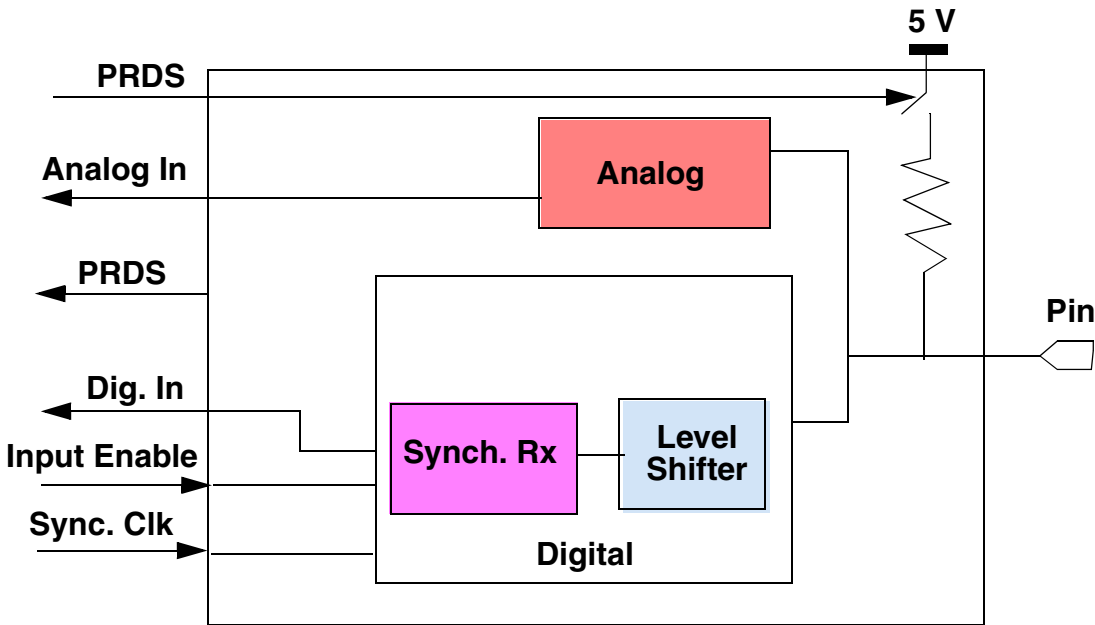 5 V
PRDS
Analog In
Analog
PRDS
Pin
Dig. In
Input Enable
Synch. Rx
Level
Shifter
Sync. Clk
Digital